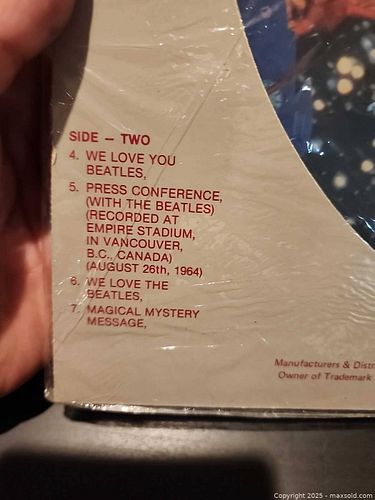 SIDE – TWO
4. WE LOVE YOU
BEATLES,
5. PRESS CONFERENCE,
(WITH THE BEATLES)
(RECORDED AT
EMPIRE STADIUM,
IN VANCOUVER,
B.C., CANADA)
(AUGUST 26th, 1964)
6. WE LOVE THE
BEATLES,
7. MAGICAL MYSTERY
MESSAGE,
Manufacturers & Distr
Owner of Trademark
Copyright 2025 - maxsold.com